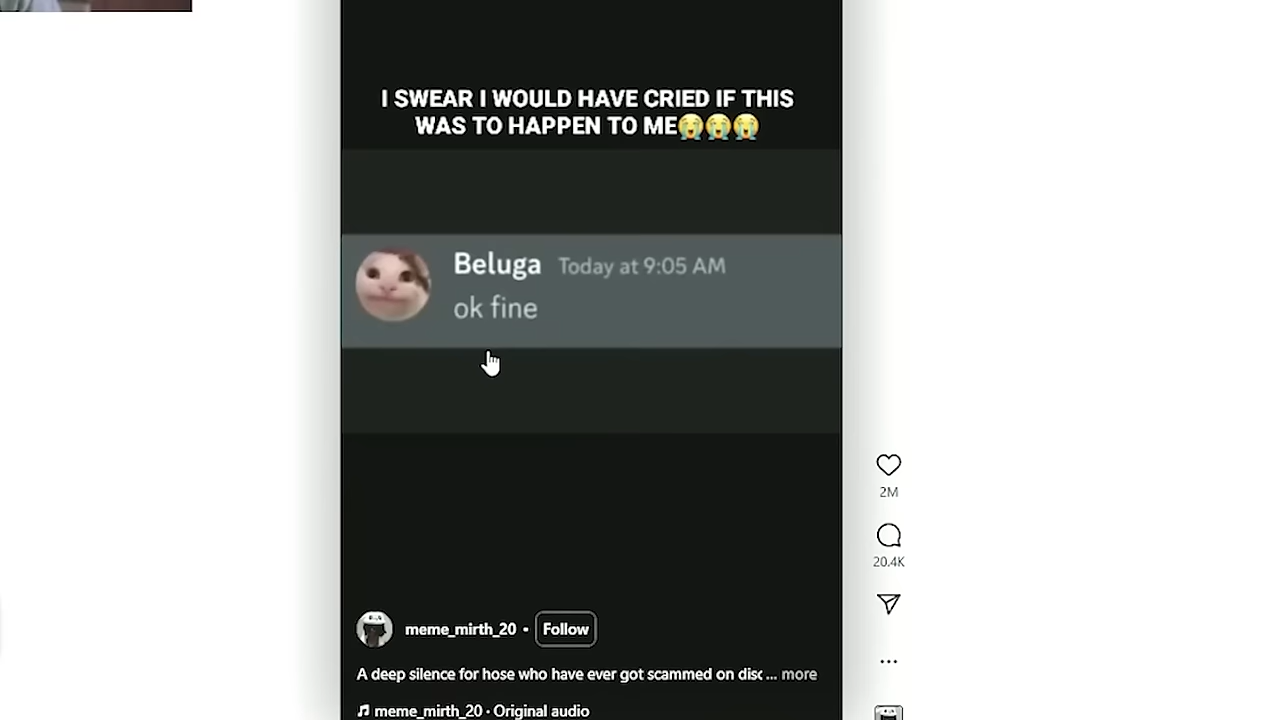 I SWEAR I WOULD HAVE CRIED IF THIS
WAS TO HAPPEN TO ME😭😭😭
Beluga Today at 9:05 AM
ok fine
2M
20.4K
meme_mirth_20 • Follow
A deep silence for hose who have ever got scammed on disc ... more
meme_mirth_20 • Original audio